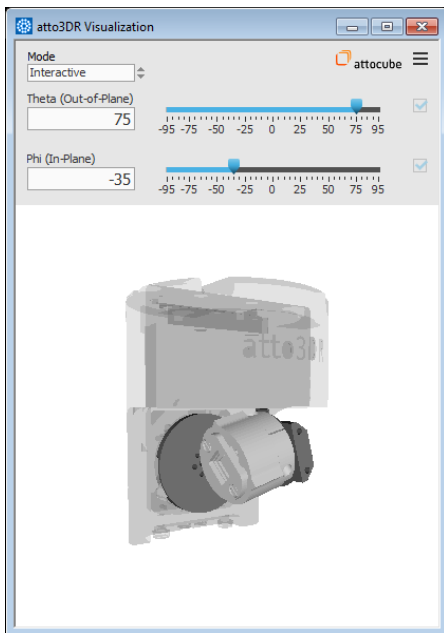 atto3DR Visualization
Mode
Interactive
attocube
Theta (Out-of-Plane)
75
-95 -75 -50 -25 0 25 50 75 95
Phi (In-Plane)
-35
-95 -75 -50 -25 0 25 50 75 95
atto3DR